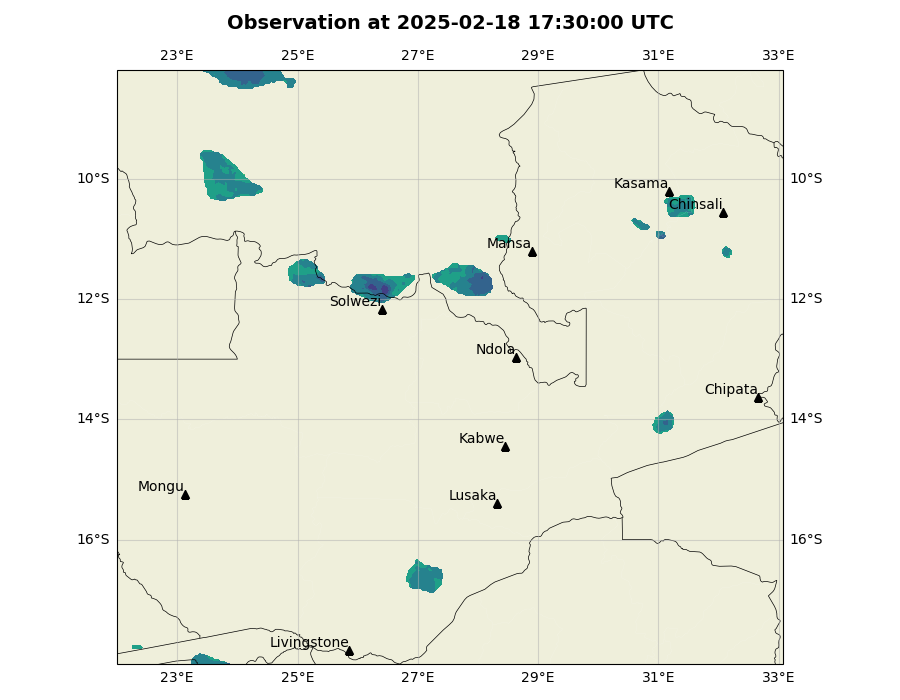 Observation at 2025-02-18 17:30:00 UTC
23°E 25°E 27°E 29°E 31°E 33°E
10°S 10°S
Kasama
Chinsali
Mansa
12°S 12°S
Solwezi
Ndola
Chipata
14°S 14°S
Kabwe
Mongu
Lusaka
16°S 16°S
Livingstone
23°E 25°E 27°E 29°E 31°E 33°E